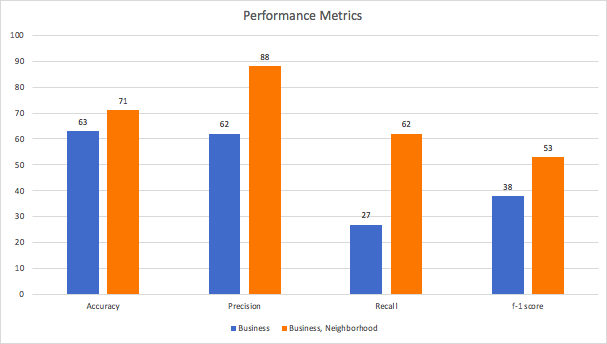 Performance Metrics
100
90
80
70
60
50
40
30
20
10
0
63
71
62
88
27
62
38
53
Accuracy
Precision
Recall
f-1 score
Business
Business, Neighborhood